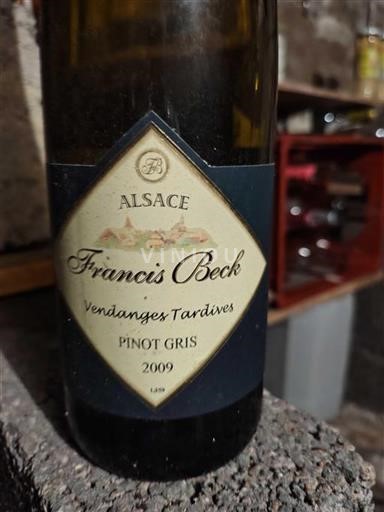 FB
ALSACE
Francis Beck
Vendanges Tardives
PINOT GRIS
2009